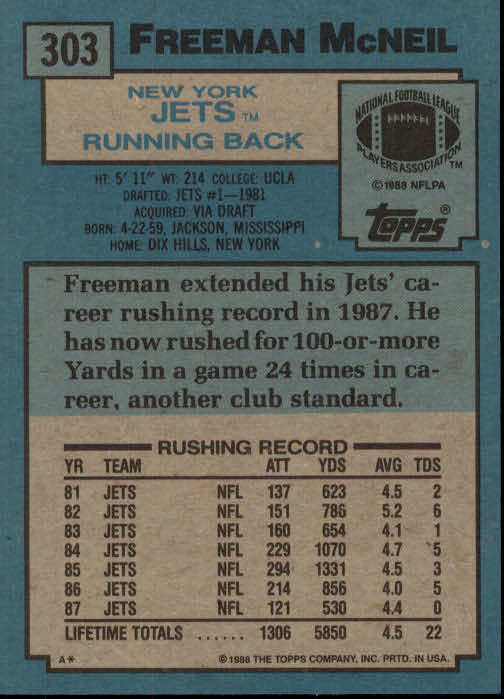 303 FREEMAN MCNEIL
NEW YORK
JETS TM
RUNNING BACK
HT: 5' 11" WT: 214 COLLEGE: UCLA
DRAFTED: JETS #1—1981
ACQUIRED: VIA DRAFT
BORN: 4-22-59, JACKSON, MISSISSIPPI
HOME: DIX HILLS, NEW YORK
NATIONAL FOOTBALL LEAGUE
PLAYERS ASSOCIATION TM
©1988 NFLPA
topps®
Freeman extended his Jets' ca-
reer rushing record in 1987. He
has now rushed for 100-or-more
Yards in a game 24 times in ca-
reer, another club standard.
RUSHING RECORD
YR TEAM ATT YDS AVG TDS
81 JETS NFL 137 623 4.5 2
82 JETS NFL 151 786 5.2 6
83 JETS NFL 160 654 4.1 1
84 JETS NFL 229 1070 4.7 5
85 JETS NFL 294 1331 4.5 3
86 JETS NFL 214 856 4.0 5
87 JETS NFL 121 530 4.4 0
LIFETIME TOTALS ...... 1306 5850 4.5 22
A* ©1988 THE TOPPS COMPANY, INC. PRTD. IN USA.